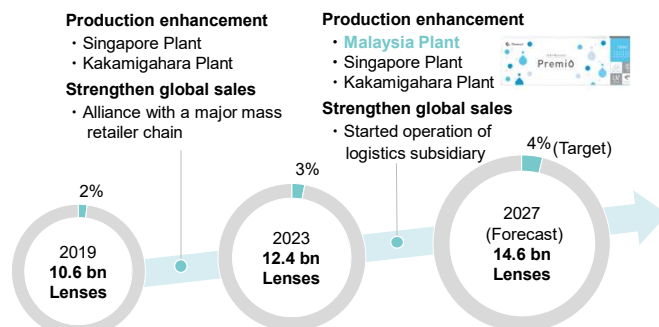 Production enhancement
・Singapore Plant
・Kakamigahara Plant
Strengthen global sales
・Alliance with a major mass
retailer chain
Production enhancement
・Malaysia Plant
・Singapore Plant
・Kakamigahara Plant
Strengthen global sales
・Started operation of
logistics subsidiary
Premio
2%
2019
10.6 bn
Lenses
3%
2023
12.4 bn
Lenses
4% (Target)
2027
(Forecast)
14.6 bn
Lenses